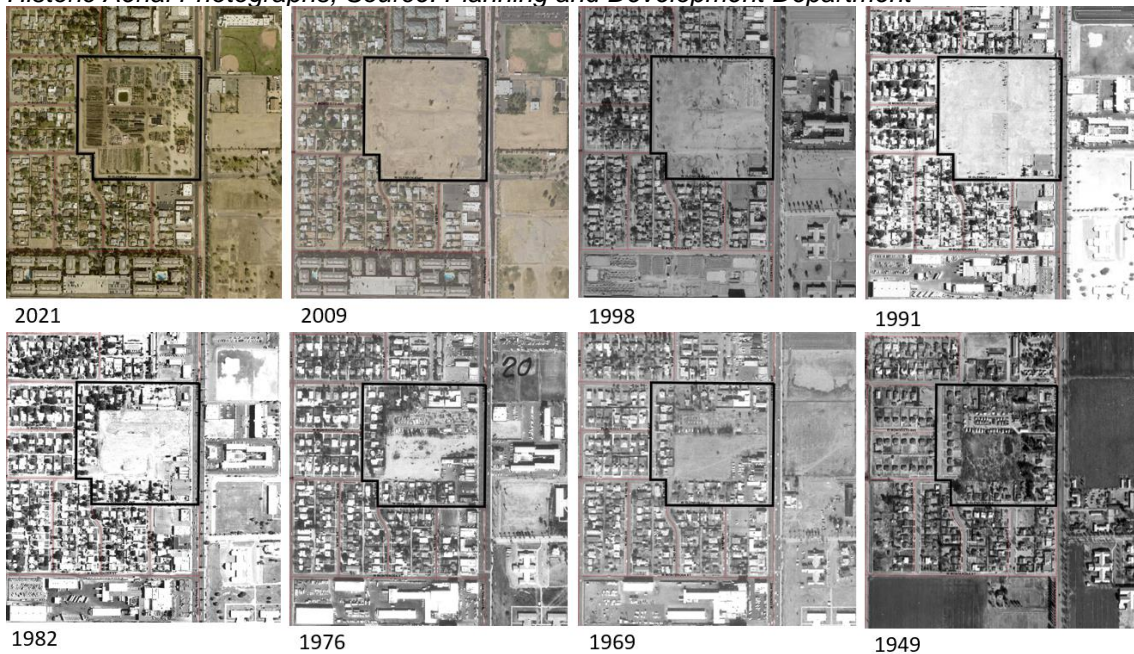 Historic Aerial Photographs; Source: Planning and Development Department
2021 2009 1998 1991
20
1982 1976 1969 1949